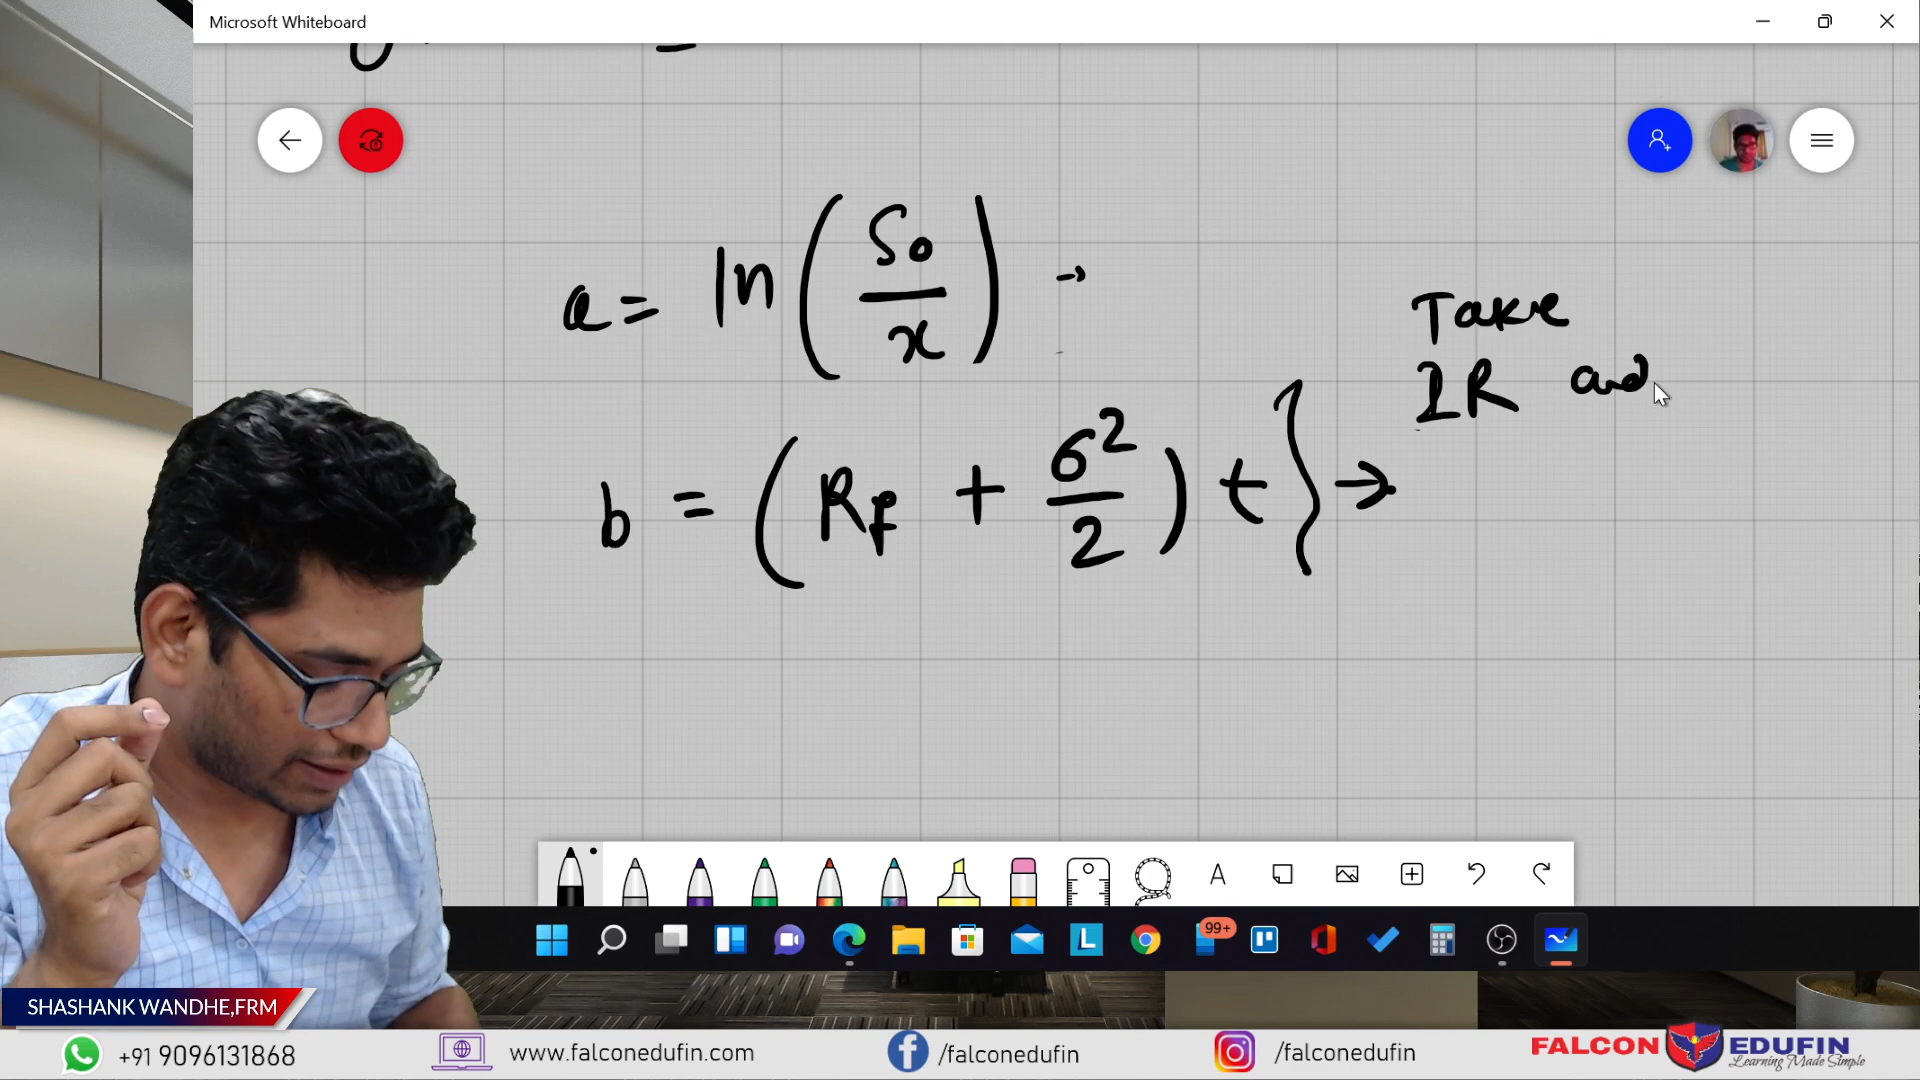 Microsoft Whiteboard
a = ln(S0/x) →
b = (RF + σ²/2) t } →
Take
IR and
A
99+
L
SHASHANK WANDHE,FRM
+91 9096131868
www.falconedufin.com
/falconedufin
/falconedufin
FALCON EDUFIN
Learning Made Simple